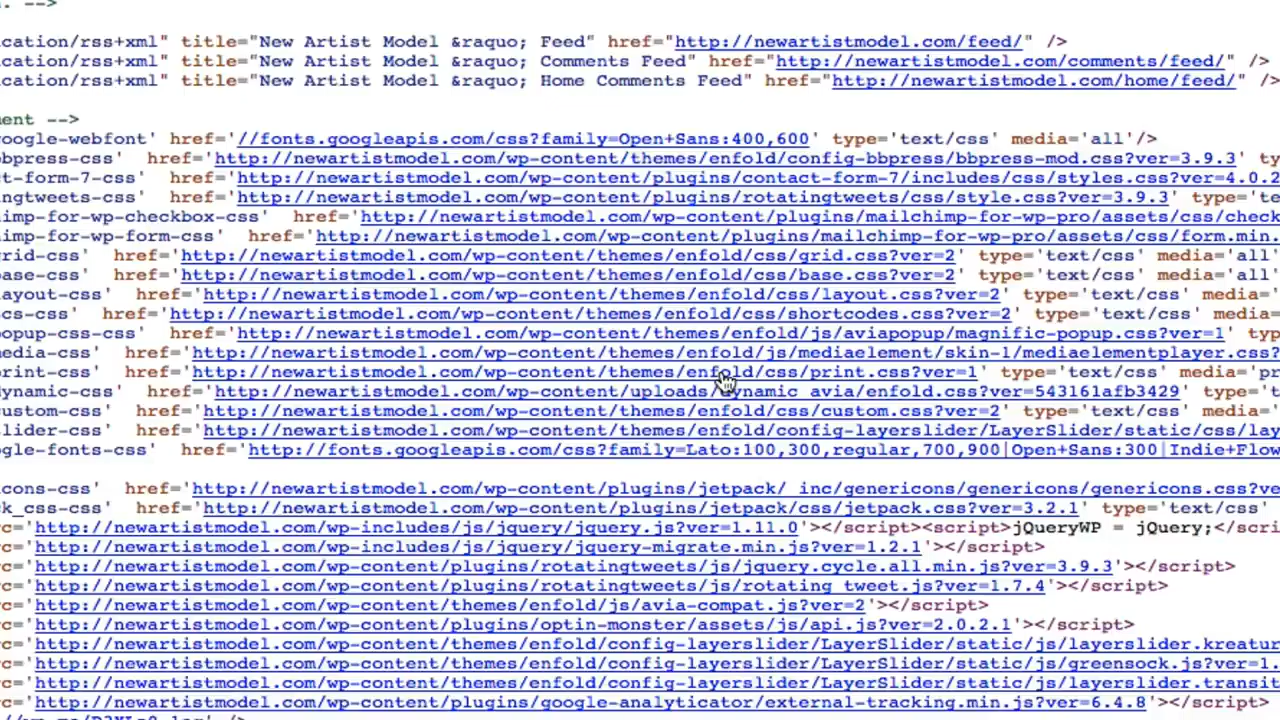 . -->
cation/rss+xml" title="New Artist Model &raquo; Feed" href="http://newartistmodel.com/feed/" />
cation/rss+xml" title="New Artist Model &raquo; Comments Feed" href="http://newartistmodel.com/comments/feed/" />
cation/rss+xml" title="New Artist Model &raquo; Home Comments Feed" href="http://newartistmodel.com/home/feed/" />
ent -->
oogle-webfont' href='//fonts.googleapis.com/css?family=Open+Sans:400,600' type='text/css' media='all'/>
bbpress-css' href='http://newartistmodel.com/wp-content/themes/enfold/config-bbpress/bbpress-mod.css?ver=3.9.3' ty
ct-form-7-css' href='http://newartistmodel.com/wp-content/plugins/contact-form-7/includes/css/styles.css?ver=4.0.2
ingtweets-css' href='http://newartistmodel.com/wp-content/plugins/rotatingtweets/css/style.css?ver=3.9.3' type='te
himp-for-wp-checkbox-css' href='http://newartistmodel.com/wp-content/plugins/mailchimp-for-wp-pro/assets/css/check
himp-for-wp-form-css' href='http://newartistmodel.com/wp-content/plugins/mailchimp-for-wp-pro/assets/css/form.min.
grid-css' href='http://newartistmodel.com/wp-content/themes/enfold/css/grid.css?ver=2' type='text/css' media='all'
base-css' href='http://newartistmodel.com/wp-content/themes/enfold/css/base.css?ver=2' type='text/css' media='all'
layout-css' href='http://newartistmodel.com/wp-content/themes/enfold/css/layout.css?ver=2' type='text/css' media='
scs-css' href='http://newartistmodel.com/wp-content/themes/enfold/css/shortcodes.css?ver=2' type='text/css' media=
popup-css' href='http://newartistmodel.com/wp-content/themes/enfold/js/aviapopup/magnific-popup.css?ver=1' typ
media-css' href='http://newartistmodel.com/wp-content/themes/enfold/js/mediaelement/skin-1/mediaelementplayer.css?
print-css' href='http://newartistmodel.com/wp-content/themes/enfold/css/print.css?ver=1' type='text/css' media='pr
dynamic-css' href='http://newartistmodel.com/wp-content/uploads/dynamic_avia/enfold.css?ver=543161afb3429' type='t
custom-css' href='http://newartistmodel.com/wp-content/themes/enfold/css/custom.css?ver=2' type='text/css' media='
slider-css' href='http://newartistmodel.com/wp-content/themes/enfold/config-layerslider/LayerSlider/static/css/lay
gle-fonts-css' href='http://fonts.googleapis.com/css?family=Lato:100,300,regular,700,900|Open+Sans:300|Indie+Flow
icons-css' href='http://newartistmodel.com/wp-content/plugins/jetpack/_inc/genericons/genericons/genericons.css?ve
ck_css-css' href='http://newartistmodel.com/wp-content/plugins/jetpack/css/jetpack.css?ver=3.2.1' type='text/css'
rc='http://newartistmodel.com/wp-includes/js/jquery/jquery.js?ver=1.11.0'></script><script>jQueryWP = jQuery;</scri
rc='http://newartistmodel.com/wp-includes/js/jquery/jquery-migrate.min.js?ver=1.2.1'></script>
rc='http://newartistmodel.com/wp-content/plugins/rotatingtweets/js/jquery.cycle.all.min.js?ver=3.9.3'></script>
rc='http://newartistmodel.com/wp-content/plugins/rotatingtweets/js/rotating_tweet.js?ver=1.7.4'></script>
rc='http://newartistmodel.com/wp-content/themes/enfold/js/avia-compat.js?ver=2'></script>
rc='http://newartistmodel.com/wp-content/plugins/optin-monster/assets/js/api.js?ver=2.0.2.1'></script>
rc='http://newartistmodel.com/wp-content/themes/enfold/config-layerslider/LayerSlider/static/js/layerslider.kreatur
rc='http://newartistmodel.com/wp-content/themes/enfold/config-layerslider/LayerSlider/static/js/greensock.js?ver=1.
rc='http://newartistmodel.com/wp-content/themes/enfold/config-layerslider/LayerSlider/static/js/layerslider.transit
rc='http://newartistmodel.com/wp-content/plugins/google-analyticator/external-tracking.min.js?ver=6.4.8'></script>